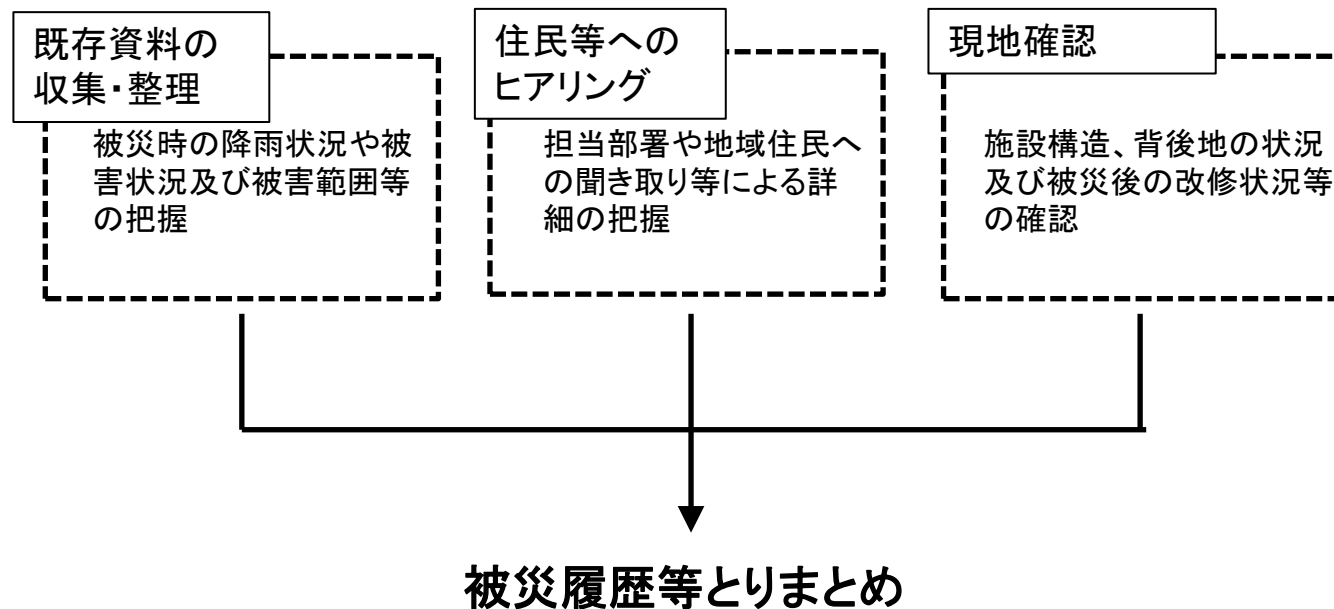 既存資料の
収集・整理
被災時の降雨状況や被
害状況及び被害範囲等
の把握
住民等への
ヒアリング
担当部署や地域住民へ
の聞き取り等による詳
細の把握
現地確認
施設構造、背後地の状況
及び被災後の改修状況等
の確認
被災履歴等とりまとめ